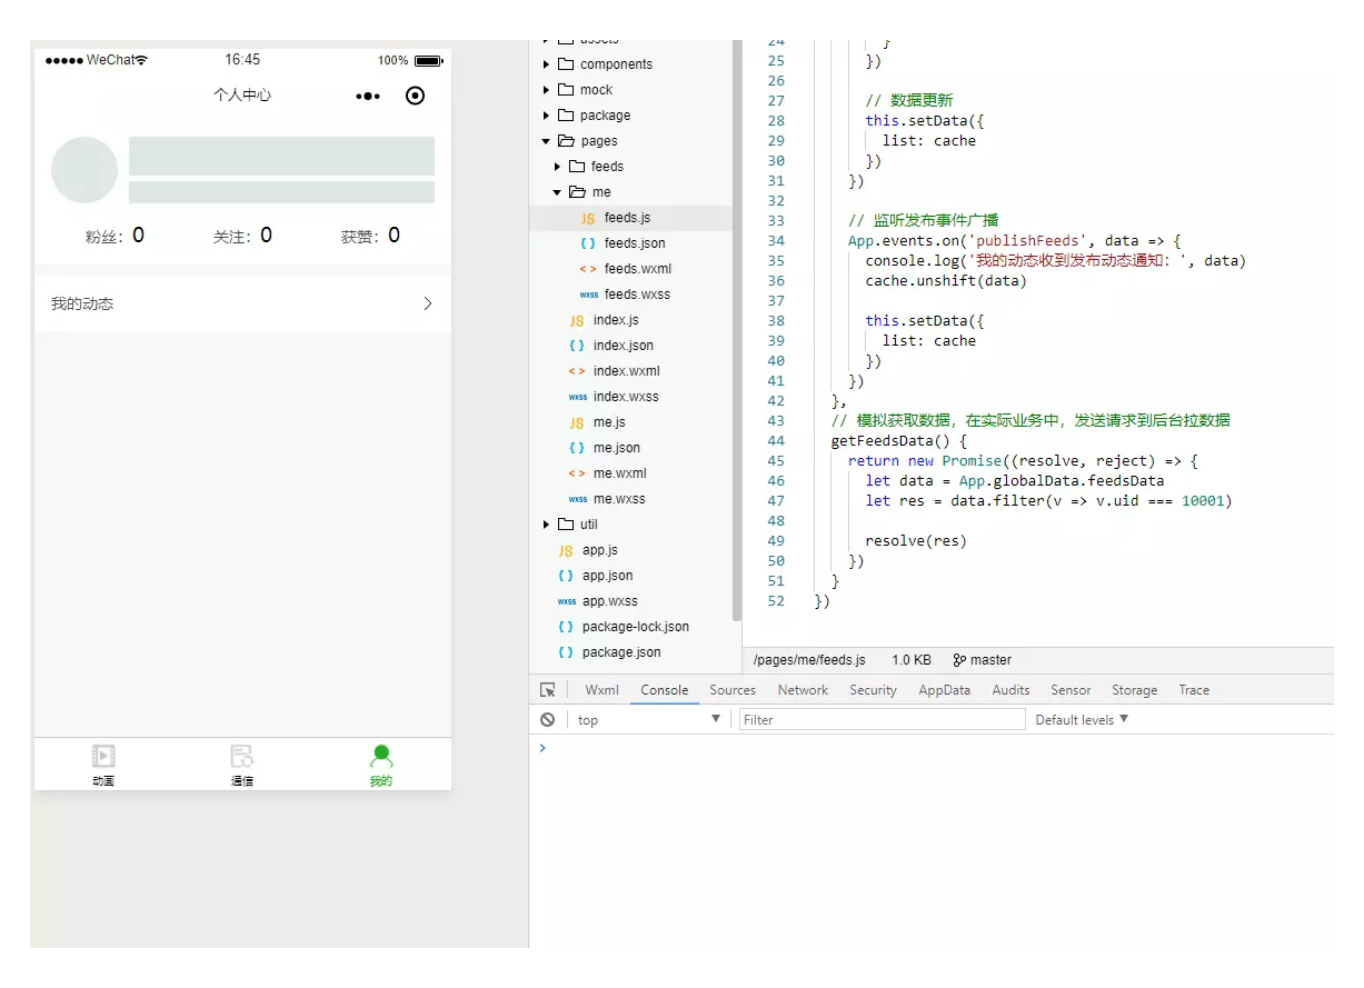 ●●●●● WeChat
16:45
100%
个人中心
粉丝：0
关注：0
获赞：0
我的动态
动画
通信
我的
assets
components
mock
package
pages
feeds
me
JS feeds.js
{ } feeds.json
< > feeds.wxml
wxss feeds.wxss
JS index.js
{ } index.json
< > index.wxml
wxss index.wxss
JS me.js
{ } me.json
< > me.wxml
wxss me.wxss
util
JS app.js
{ } app.json
wxss app.wxss
{ } package-lock.json
{ } package.json
24 }
25 })
26
27 // 数据更新
28 this.setData({
29 list: cache
30 })
31 })
32
33 // 监听发布事件广播
34 App.events.on('publishFeeds', data => {
35 console.log('我的动态收到发布动态通知：', data)
36 cache.unshift(data)
37
38 this.setData({
39 list: cache
40 })
41 })
42 },
43 // 模拟获取数据，在实际业务中，发送请求到后台拉数据
44 getFeedsData() {
45 return new Promise((resolve, reject) => {
46 let data = App.globalData.feedsData
47 let res = data.filter(v => v.uid === 10001)
48
49 resolve(res)
50 })
51 }
52 })
/pages/me/feeds.js 1.0 KB master
Wxml Console Sources Network Security AppData Audits Sensor Storage Trace
top ▼ Filter Default levels ▼
>